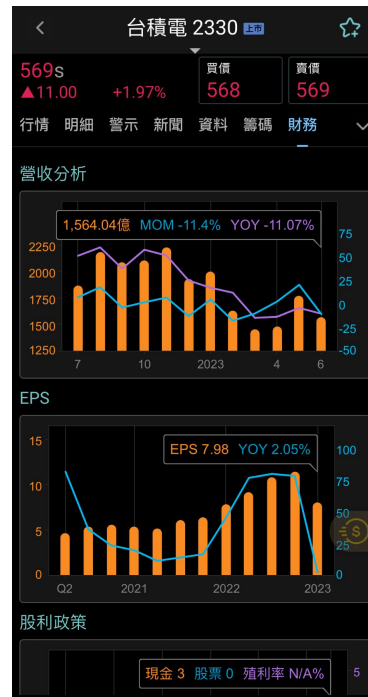 台積電 2330 上市
569s
▲11.00 +1.97%
買價
568
賣價
569
行情 明細 警示 新聞 資料 籌碼 財務
營收分析
1,564.04億 MOM -11.4% YOY -11.07%
2250
2000
1750
1500
1250
75
50
25
0
-25
-50
7 10 2023 4 6
EPS
EPS 7.98 YOY 2.05%
15
10
5
0
100
75
50
25
0
Q2 2021 2022 2023
股利政策
現金 3 股票 0 殖利率 N/A%
5